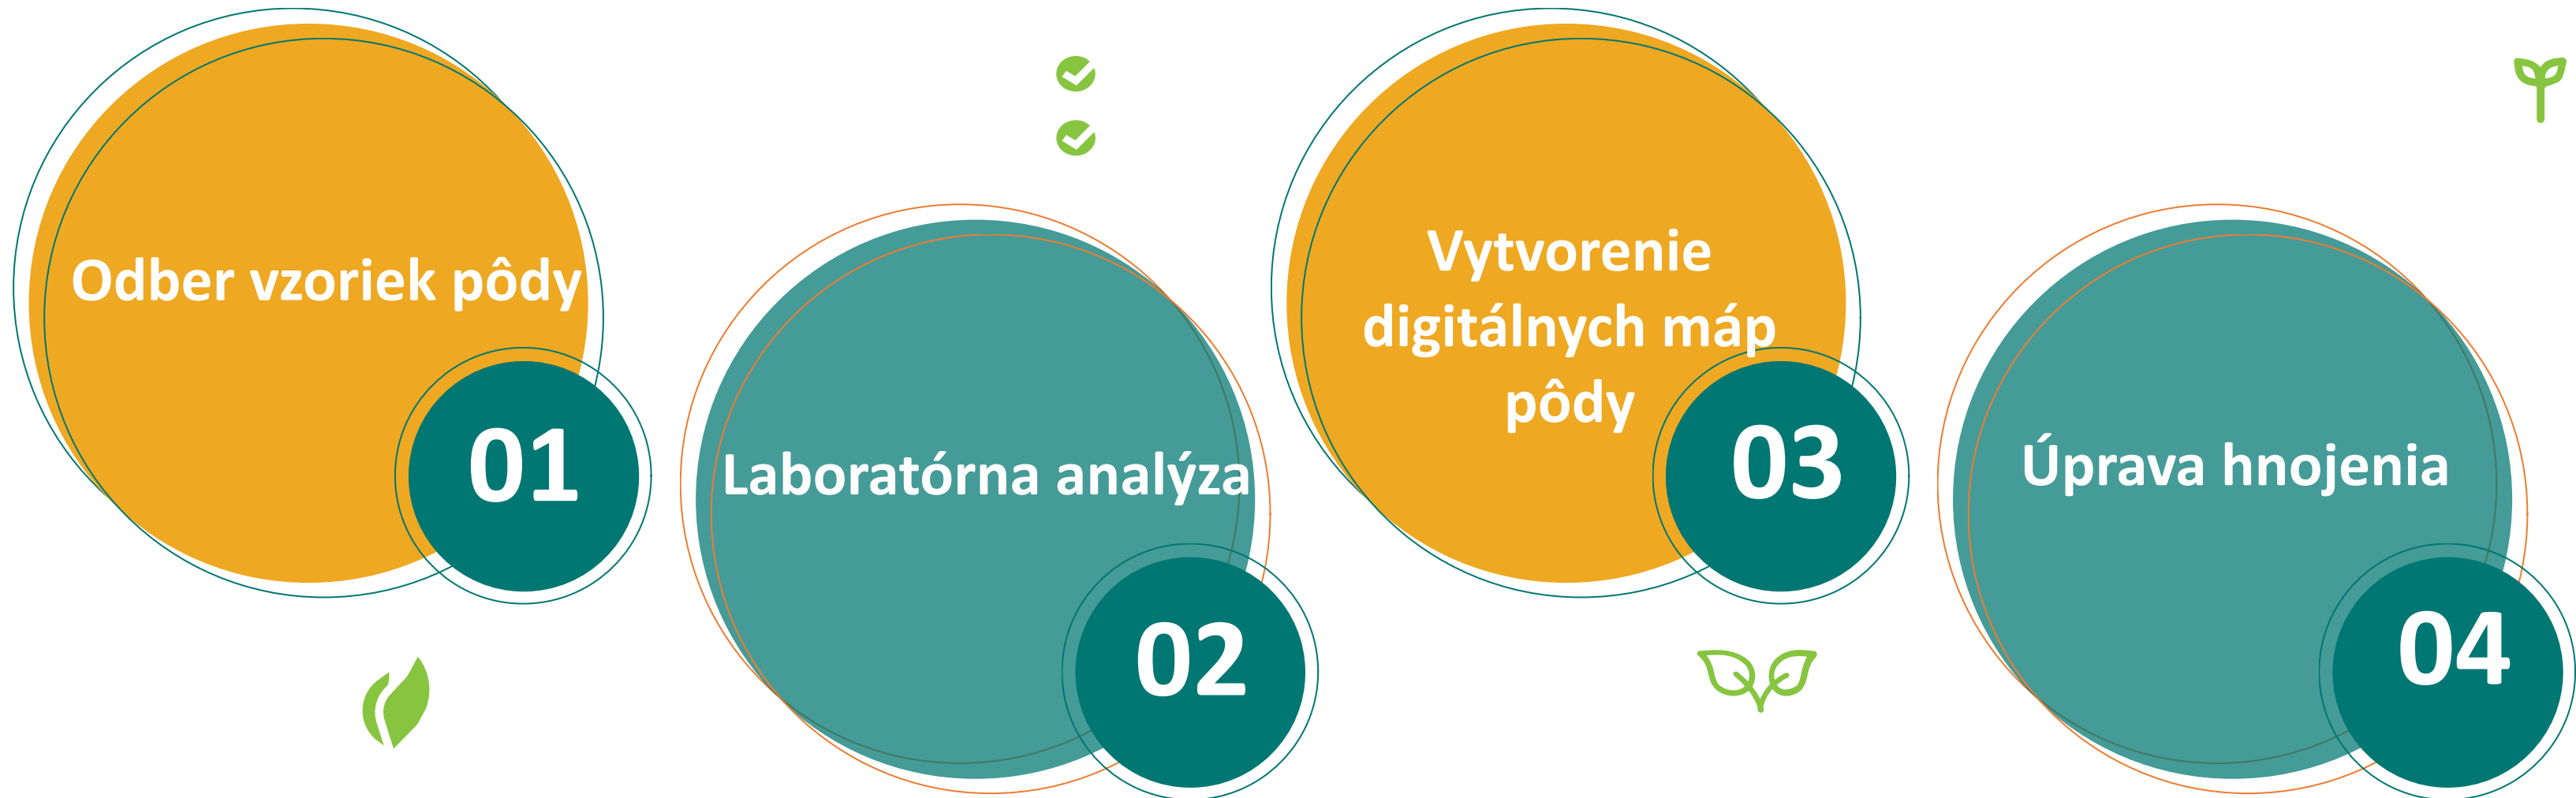 Odber vzoriek pôdy
01
Laboratórna analýza
02
Vytvorenie
digitálnych máp
pôdy
03
Úprava hnojenia
04